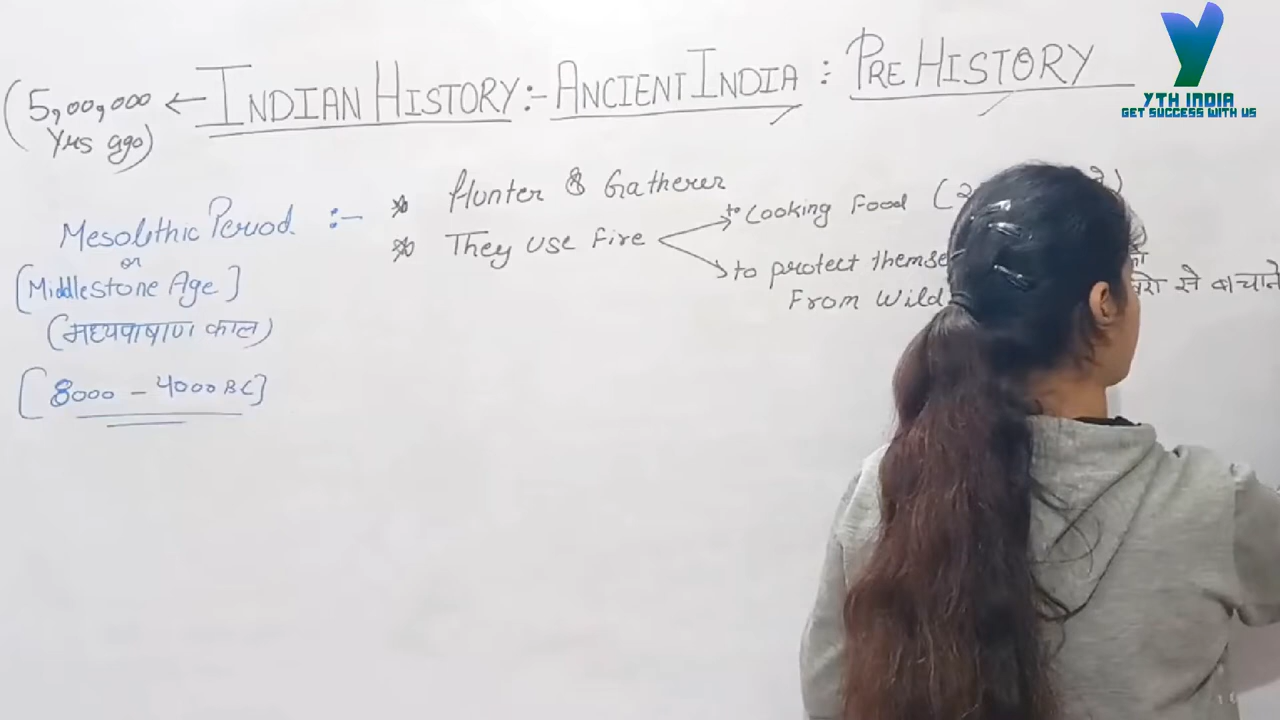 (5,00,000 ← INDIAN HISTORY:- ANCIENT INDIA : PRE HISTORY
Yrs ago)
YTH INDIA
GET SUCCESS WITH US
Mesolithic Period :-
or
[Middlestone Age]
(मध्यपाषाण काल)
[8000 - 4000 BC]
* Hunter & Gatherer
* They use Fire
to Cooking Food
to protect
From Wild
से बचाने